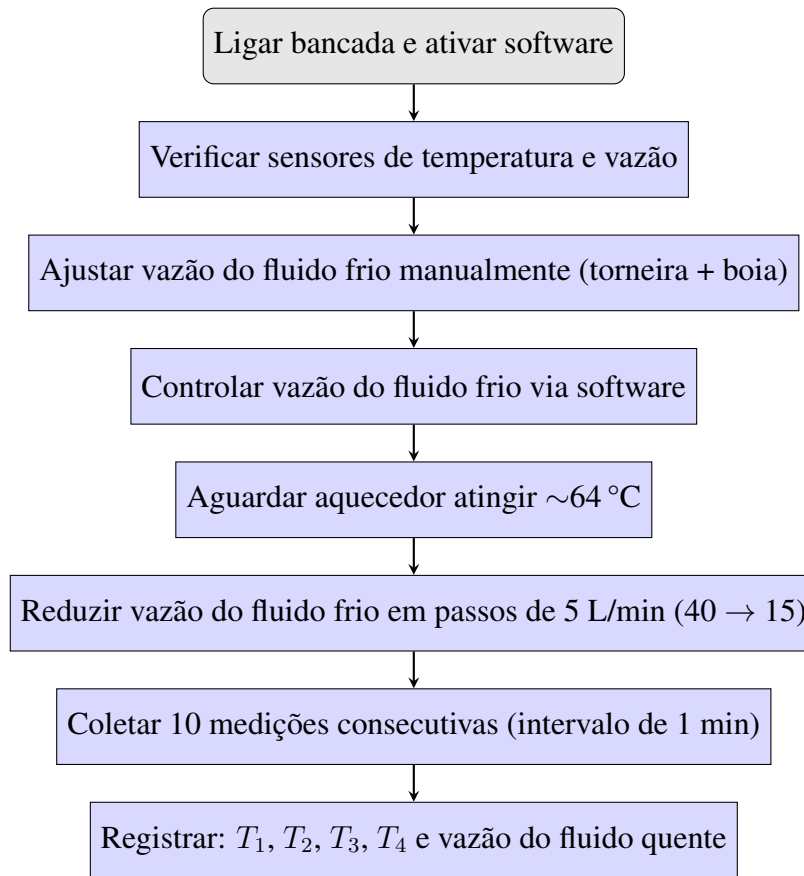 Ligar bancada e ativar software
Verificar sensores de temperatura e vazão
Ajustar vazão do fluido frio manualmente (torneira + boia)
Controlar vazão do fluido frio via software
Aguardar aquecedor atingir ∼64 °C
Reduzir vazão do fluido frio em passos de 5 L/min (40 → 15)
Coletar 10 medições consecutivas (intervalo de 1 min)
Registrar: T₁, T₂, T₃, T₄ e vazão do fluido quente